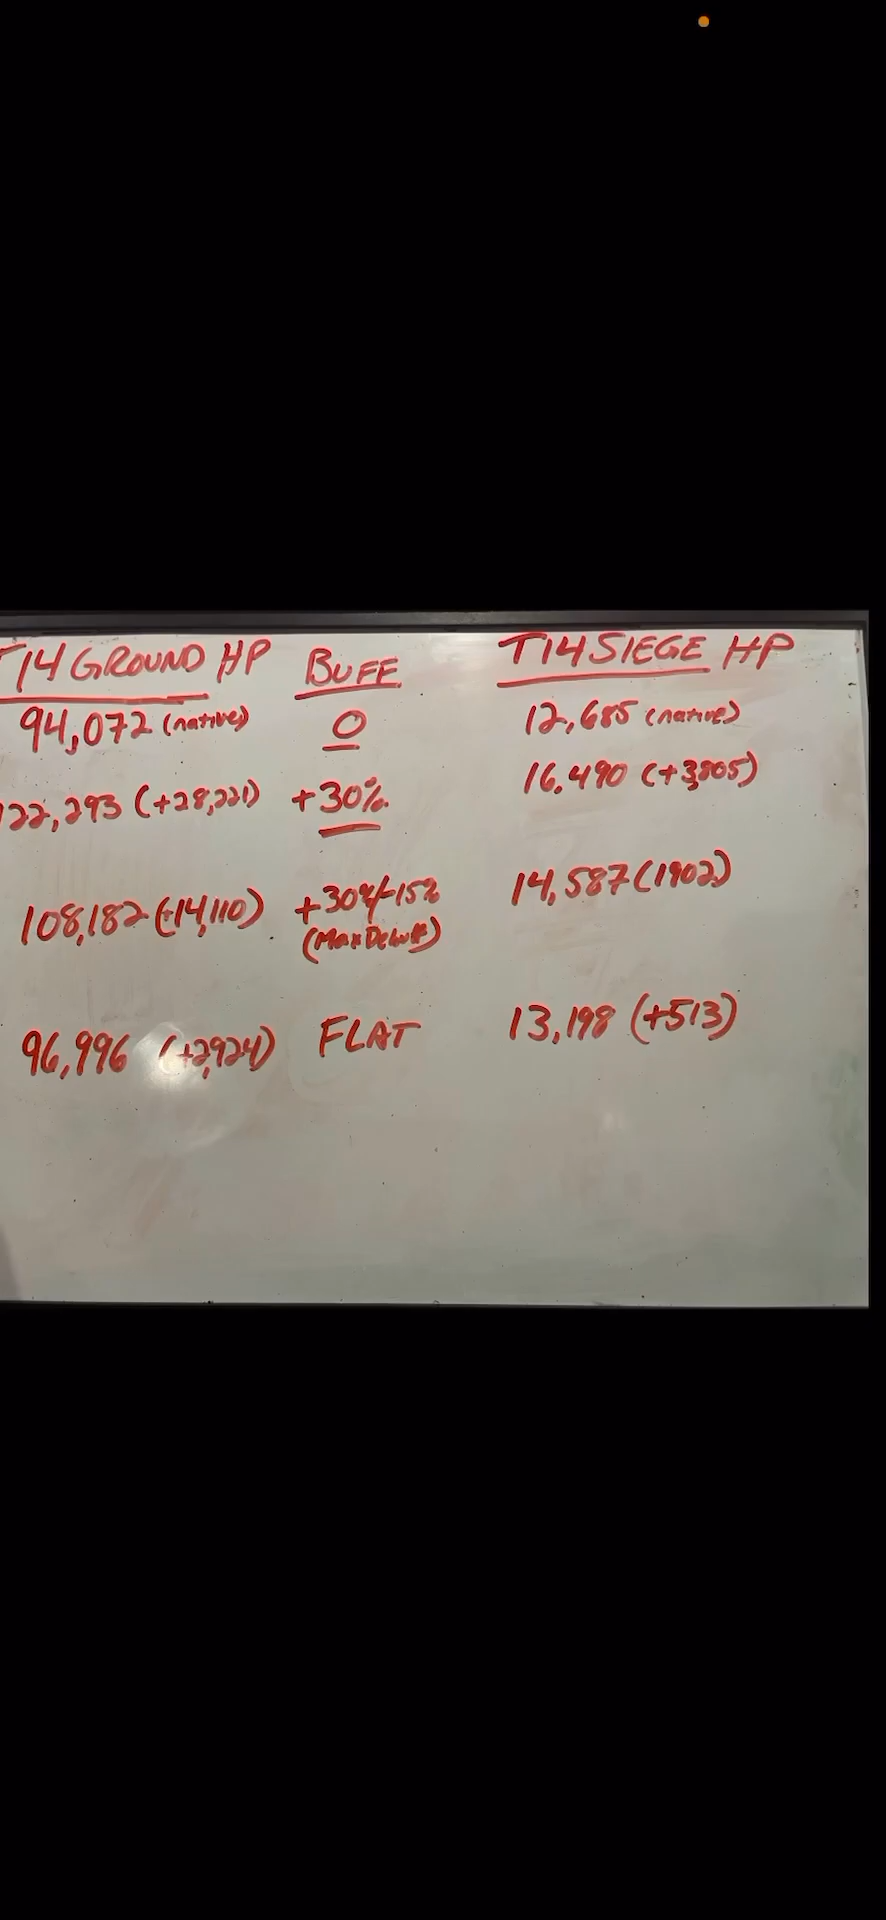 T14 GROUND HP BUFF T14 SIEGE HP
94,072 (native) 0 12,685 (native)
122,293 (+28,221) +30% 16,490 (+3,805)
108,182 (+14,110) +30%/-15% 14,587 (1902)
(Max Debuff)
96,996 (+2,924) FLAT 13,198 (+513)